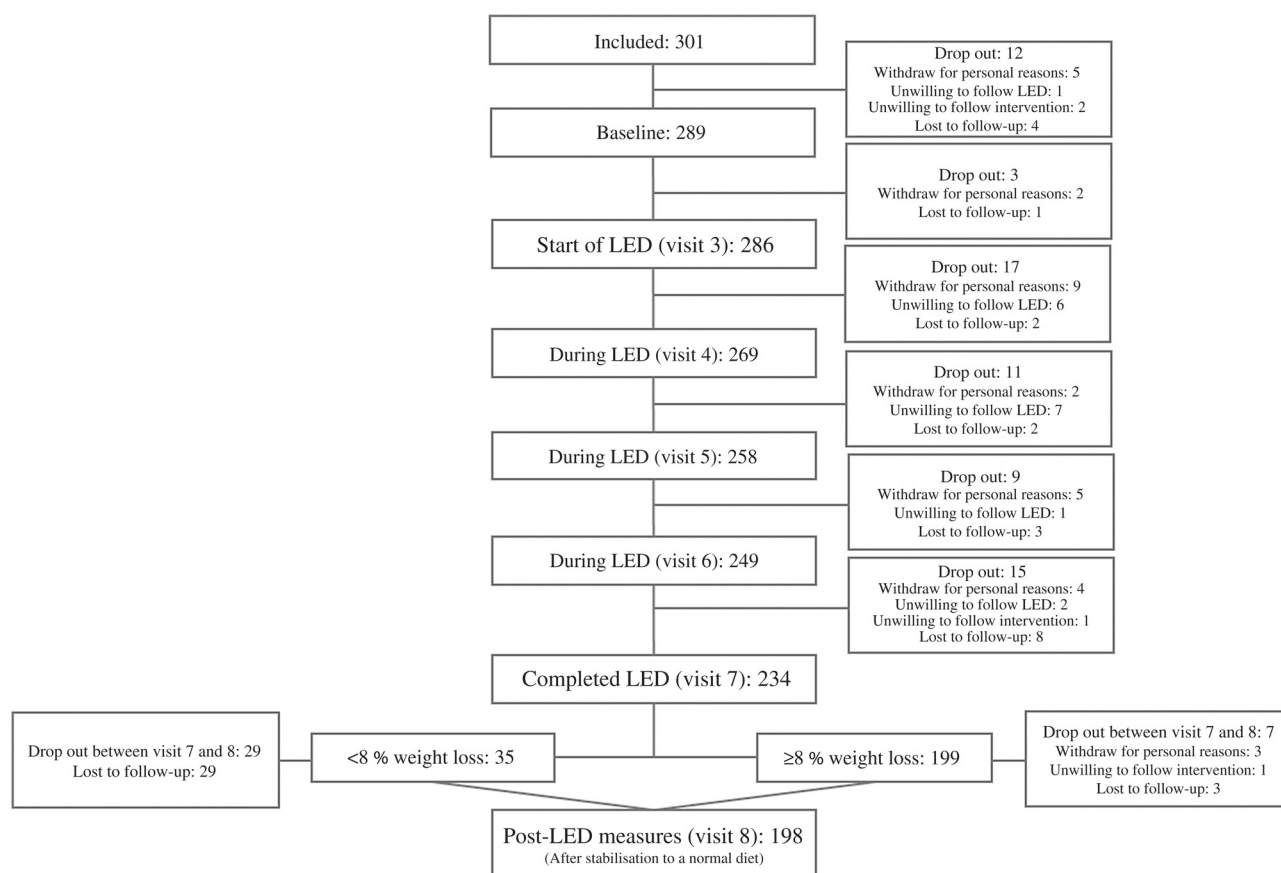 Included: 301
Drop out: 12
Withdraw for personal reasons: 5
Unwilling to follow LED: 1
Unwilling to follow intervention: 2
Lost to follow-up: 4
Baseline: 289
Drop out: 3
Withdraw for personal reasons: 2
Lost to follow-up: 1
Start of LED (visit 3): 286
Drop out: 17
Withdraw for personal reasons: 9
Unwilling to follow LED: 6
Lost to follow-up: 2
During LED (visit 4): 269
Drop out: 11
Withdraw for personal reasons: 2
Unwilling to follow LED: 7
Lost to follow-up: 2
During LED (visit 5): 258
Drop out: 9
Withdraw for personal reasons: 5
Unwilling to follow LED: 1
Lost to follow-up: 3
During LED (visit 6): 249
Drop out: 15
Withdraw for personal reasons: 4
Unwilling to follow LED: 2
Unwilling to follow intervention: 1
Lost to follow-up: 8
Completed LED (visit 7): 234
Drop out between visit 7 and 8: 29
Lost to follow-up: 29
<8 % weight loss: 35
≥8 % weight loss: 199
Drop out between visit 7 and 8: 7
Withdraw for personal reasons: 3
Unwilling to follow intervention: 1
Lost to follow-up: 3
Post-LED measures (visit 8): 198
(After stabilisation to a normal diet)